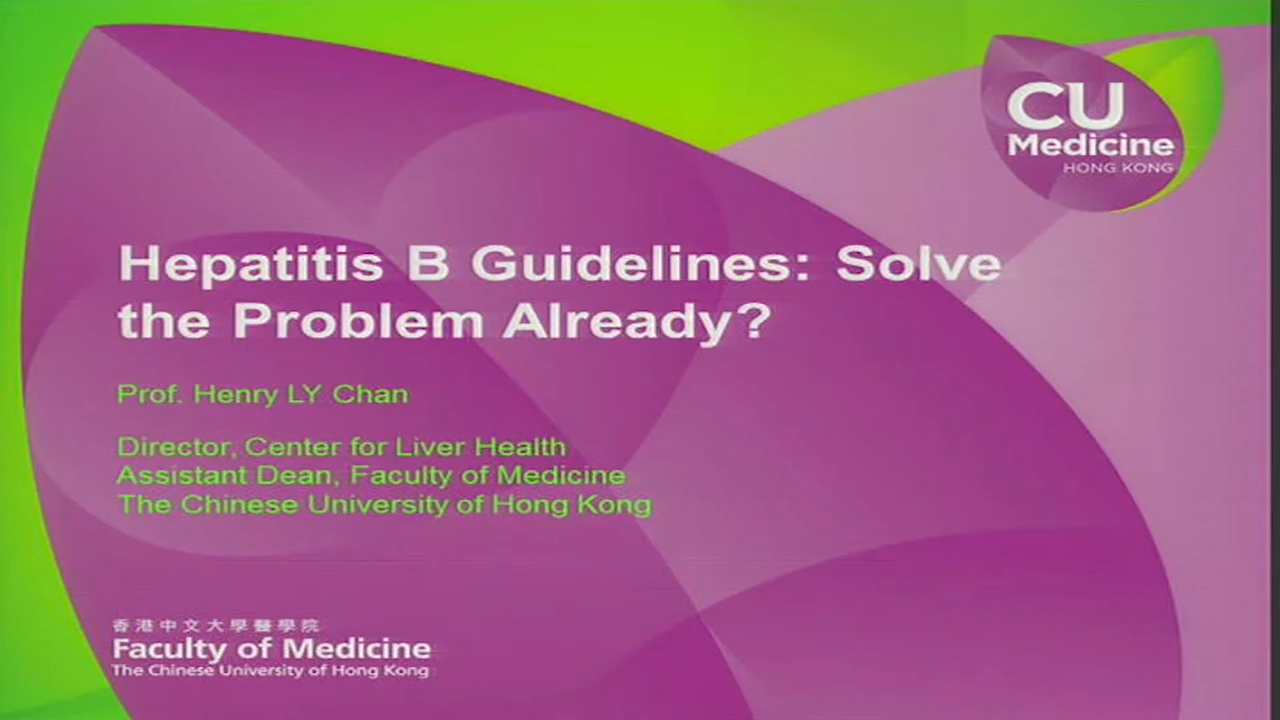 CU
Medicine
HONG KONG
Hepatitis B Guidelines: Solve
the Problem Already?
Prof. Henry LY Chan
Director, Center for Liver Health
Assistant Dean, Faculty of Medicine
The Chinese University of Hong Kong
香港中文大學醫學院
Faculty of Medicine
The Chinese University of Hong Kong